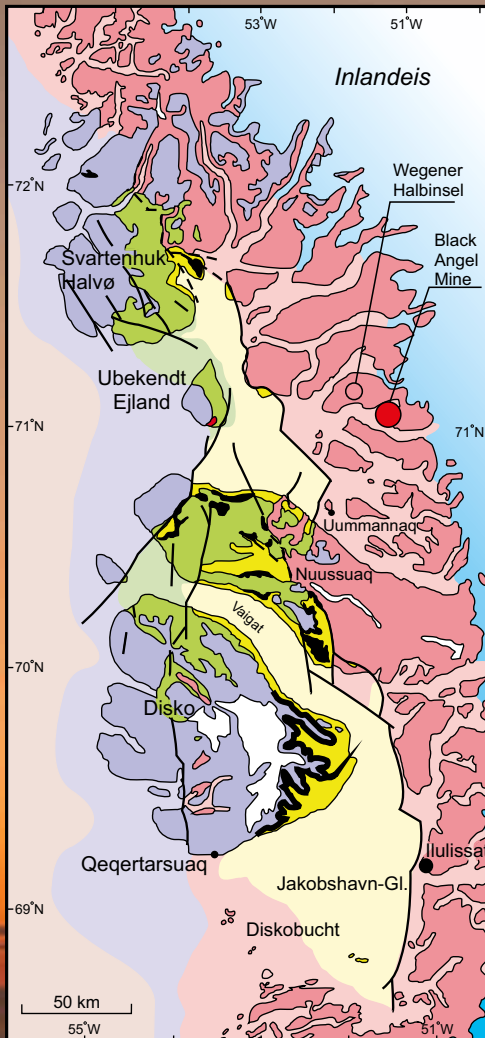 53°W
51°W
Inlandeis
Wegener
Halbinsel
72°N
Black
Angel
Mine
Svartenhuk
Halvø
Ubekendt
Ejland
71°N
71°N
Uummannaq
Nuussuaq
Vaigat
70°N
Disko
Qeqertarsuaq
Ilulissat
Jakobshavn-Gl.
69°N
Diskobucht
50 km
55°W
51°W